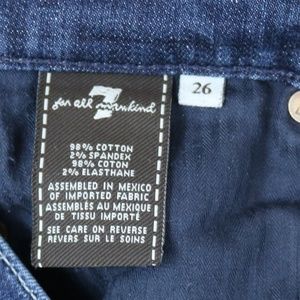 7
for all mankind
26
98% COTTON
2% SPANDEX
98% COTON
2% ELASTHANE
ASSEMBLED IN MEXICO
OF IMPORTED FABRIC
ASSEMBLES AU MEXIQUE
DE TISSU IMPORTÉ
SEE CARE ON REVERSE
REVERS SUR LE SOINS